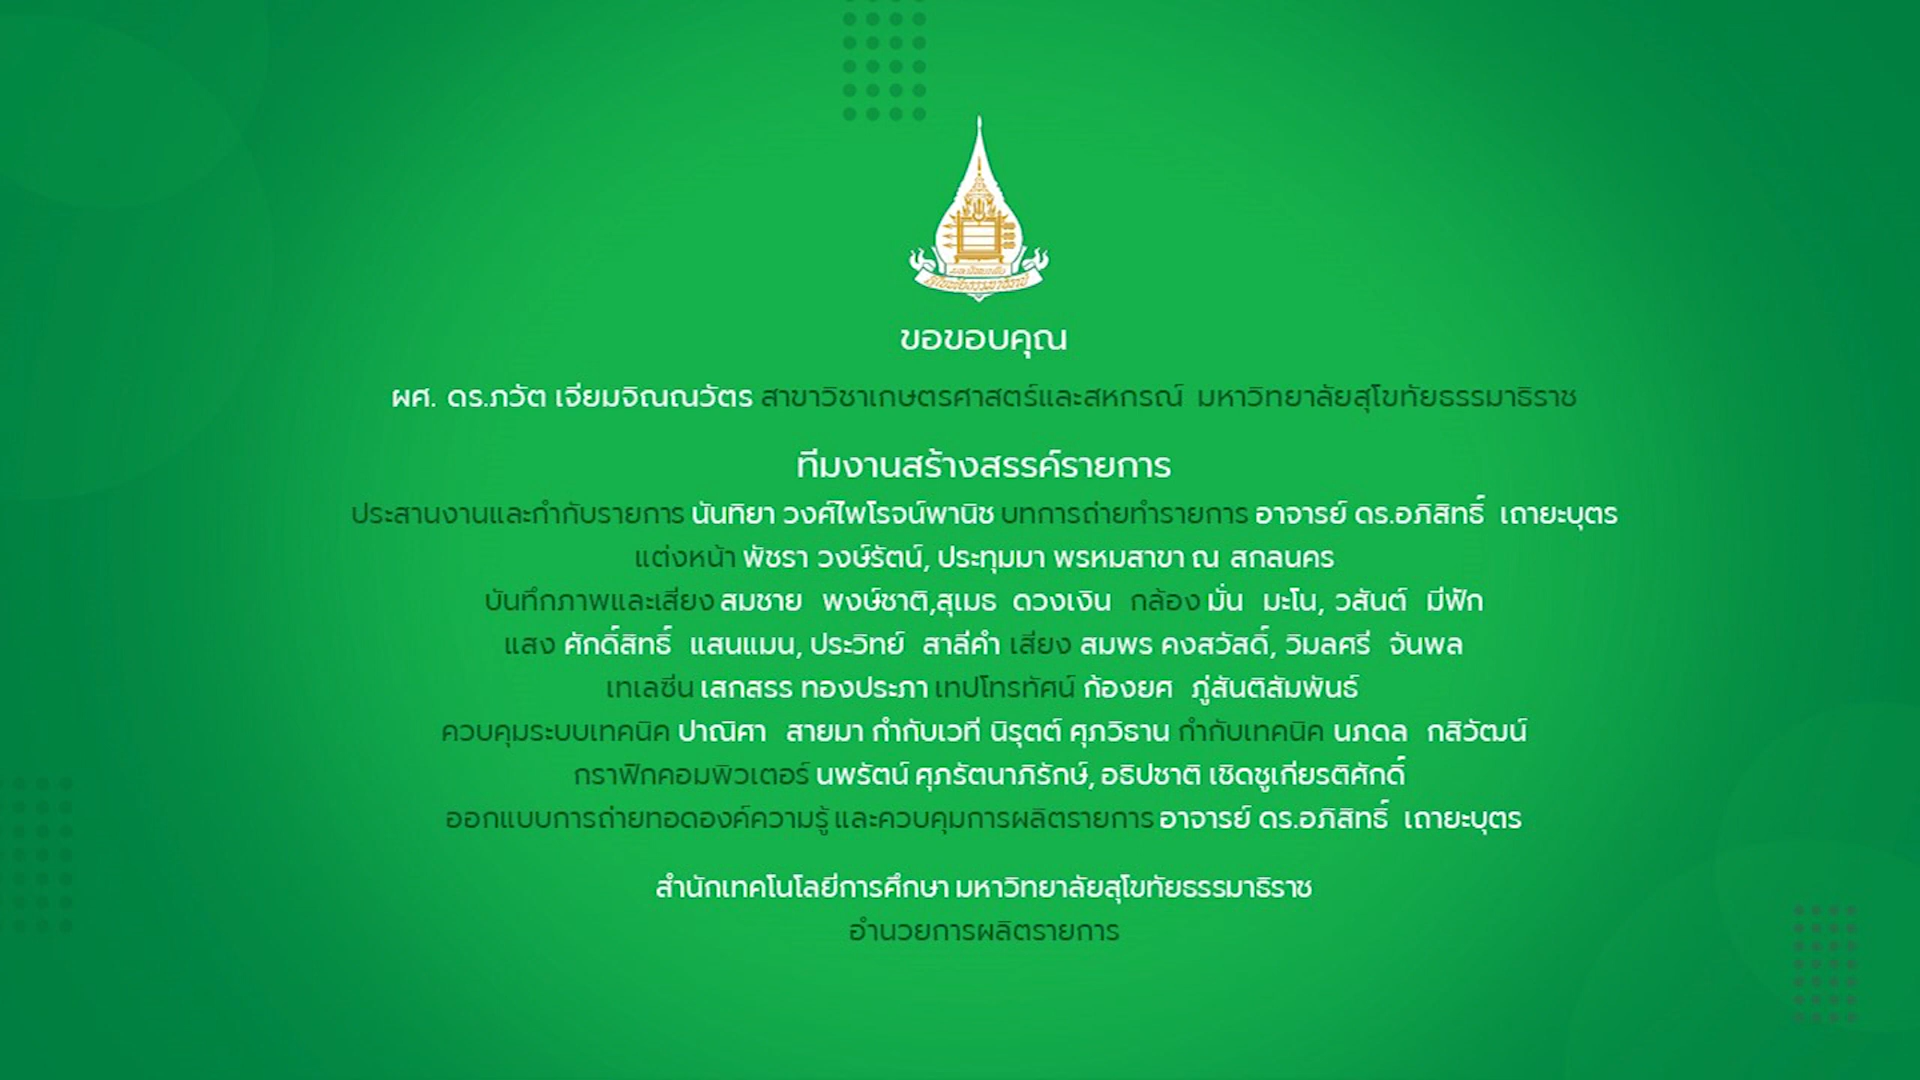 ขอขอบคุณ
ผศ. ดร.ภวัต เจียมจิณณวัตร สาขาวิชาเกษตรศาสตร์และสหกรณ์ มหาวิทยาลัยสุโขทัยธรรมาธิราช
ทีมงานสร้างสรรค์รายการ
ประสานงานและกำกับรายการ นันทิยา วงศ์ไพโรจน์พานิช บทการถ่ายทำรายการ อาจารย์ ดร.อภิสิทธิ์ เถายะบุตร
แต่งหน้า พัชรา วงษ์รัตน์, ประทุมมา พรหมสาขา ณ สกลนคร
บันทึกภาพและเสียง สมชาย พงษ์ชาติ,สุเมธ ดวงเงิน กล้อง มั่น มะโน, วสันต์ มีฟัก
แสง ศักดิ์สิทธิ์ แสนแมน, ประวิทย์ สาลีคำ เสียง สมพร คงสวัสดิ์, วิมลศรี จันพล
เทเลซีน เสกสรร ทองประภา เทปโทรทัศน์ ก้องยศ ภู่สันติสัมพันธ์
ควบคุมระบบเทคนิค ปาณิศา สายมา กำกับเวที นิรุตต์ ศุภวิธาน กำกับเทคนิค นภดล กสิวัฒน์
กราฟิกคอมพิวเตอร์ นพรัตน์ ศุภรัตนาภิรักษ์, อธิปชาติ เชิดชูเกียรติศักดิ์
ออกแบบการถ่ายทอดองค์ความรู้ และควบคุมการผลิตรายการ อาจารย์ ดร.อภิสิทธิ์ เถายะบุตร
สำนักเทคโนโลยีการศึกษา มหาวิทยาลัยสุโขทัยธรรมาธิราช
อำนวยการผลิตรายการ